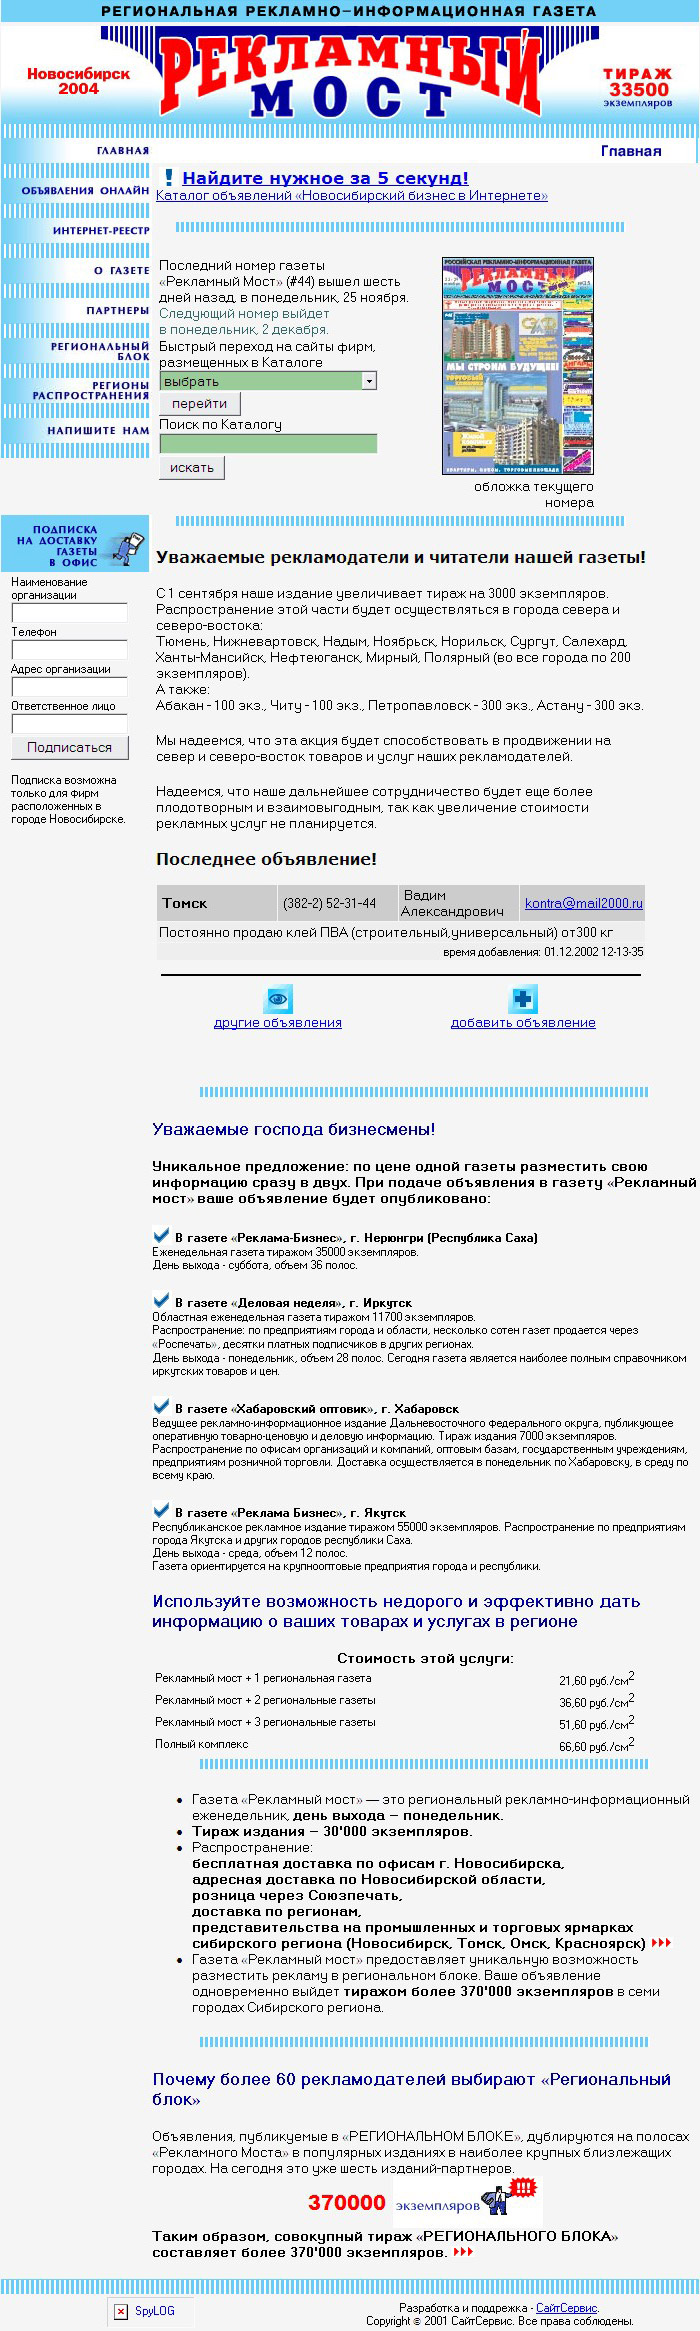 РЕГИОНАЛЬНАЯ РЕКЛАМНО-ИНФОРМАЦИОННАЯ ГАЗЕТА
Новосибирск
2004
РЕКЛАМНЫЙ
МОСТ
ТИРАЖ
33500
экземпляров
ГЛАВНАЯ
ОБЪЯВЛЕНИЯ ОНЛАЙН
ИНТЕРНЕТ-РЕЕСТР
О ГАЗЕТЕ
ПАРТНЕРЫ
РЕГИОНАЛЬНЫЙ
БЛОК
РЕГИОНЫ
РАСПРОСТРАНЕНИЯ
НАПИШИТЕ НАМ
Главная
! Найдите нужное за 5 секунд!
Каталог объявлений «Новосибирский бизнес в Интернете»
Последний номер газеты
«Рекламный Мост» (#44) вышел шесть
дней назад, в понедельник, 25 ноября.
Следующий номер выйдет
в понедельник, 2 декабря.
Быстрый переход на сайты фирм,
размещенных в Каталоге
выбрать
перейти
Поиск по Каталогу
искать
РОССИЙСКАЯ РЕКЛАМНО-ИНФОРМАЦИОННАЯ ГАЗЕТА
РЕКЛАМНЫЙ
МОСТ
МЫ СТРОИМ БУДУЩЕЕ!
обложка текущего
номера
ПОДПИСКА
НА ДОСТАВКУ
ГАЗЕТЫ
В ОФИС
Наименование
организации
Телефон
Адрес организации
Ответственное лицо
Подписаться
Подписка возможна
только для фирм
расположенных в
городе Новосибирске.
Уважаемые рекламодатели и читатели нашей газеты!
С 1 сентября наше издание увеличивает тираж на 3000 экземпляров.
Распространение этой части будет осуществляться в города севера и
северо-востока:
Тюмень, Нижневартовск, Надым, Ноябрьск, Норильск, Сургут, Салехард,
Ханты-Мансийск, Нефтеюганск, Мирный, Полярный (во все города по 200
экземпляров).
А также:
Абакан - 100 экз., Читу - 100 экз., Петропавловск - 300 экз., Астану - 300 экз.
Мы надеемся, что эта акция будет способствовать в продвижении на
север и северо-восток товаров и услуг наших рекламодателей.
Надеемся, что наше дальнейшее сотрудничество будет еще более
плодотворным и взаимовыгодным, так как увеличение стоимости
рекламных услуг не планируется.
Последнее объявление!
Томск (382-2) 52-31-44 Вадим Александрович kontra@mail2000.ru
Постоянно продаю клей ПВА (строительный,универсальный) от300 кг
время добавления: 01.12.2002 12-13-35
другие объявления
добавить объявление
Уважаемые господа бизнесмены!
Уникальное предложение: по цене одной газеты разместить свою
информацию сразу в двух. При подаче объявления в газету «Рекламный
мост» ваше объявление будет опубликовано:
В газете «Реклама-Бизнес», г. Нерюнгри (Республика Саха)
Еженедельная газета тиражом 35000 экземпляров.
День выхода - суббота, объем 36 полос.
В газете «Деловая неделя», г. Иркутск
Областная еженедельная газета тиражом 11700 экземпляров.
Распространение: по предприятиям города и области, несколько сотен газет продается через
«Роспечать», десятки платных подписчиков в других регионах.
День выхода - понедельник, объем 28 полос. Сегодня газета является наиболее полным справочником
иркутских товаров и цен.
В газете «Хабаровский оптовик», г. Хабаровск
Ведущее рекламно-информационное издание Дальневосточного Федерального округа, публикующее
оперативную товарно-ценовую и деловую информацию. Тираж издания 7000 экземпляров.
Распространение по офисам организаций и компаний, оптовым базам, государственным учреждениям,
предприятиям розничной торговли. Доставка осуществляется в понедельник по Хабаровску, в среду по
всему краю.
В газете «Реклама Бизнес», г. Якутск
Республиканское рекламное издание тиражом 55000 экземпляров. Распространение по предприятиям
города Якутска и других городов республики Саха.
День выхода - среда, объем 12 полос.
Газета ориентируется на крупнооптовые предприятия города и республики.
Используйте возможность недорого и эффективно дать
информацию о ваших товарах и услугах в регионе
Стоимость этой услуги:
Рекламный мост + 1 региональная газета 21,60 руб./см2
Рекламный мост + 2 региональные газеты 36,60 руб./см2
Рекламный мост + 3 региональные газеты 51,60 руб./см2
Полный комплекс 66,60 руб./см2
• Газета «Рекламный мост» — это региональный рекламно-информационный
еженедельник, день выхода – понедельник.
• Тираж издания – 30'000 экземпляров.
• Распространение:
бесплатная доставка по офисам г. Новосибирска,
адресная доставка по Новосибирской области,
розница через Союзпечать,
доставка по регионам,
представительства на промышленных и торговых ярмарках
сибирского региона (Новосибирск, Томск, Омск, Красноярск)
• Газета «Рекламный мост» предоставляет уникальную возможность
разместить рекламу в региональном блоке. Ваше объявление
одновременно выйдет тиражом более 370'000 экземпляров в семи
городах Сибирского региона.
Почему более 60 рекламодателей выбирают «Региональный
блок»
Объявления, публикуемые в «РЕГИОНАЛЬНОМ БЛОКЕ», дублируются на полосах
«Рекламного Моста» в популярных изданиях в наиболее крупных близлежащих
городах. На сегодня это уже шесть изданий-партнеров.
370000 экземпляров !!!
Таким образом, совокупный тираж «РЕГИОНАЛЬНОГО БЛОКА»
составляет более 370'000 экземпляров.
SpyLOG
Разработка и поддрежка - СайтСервис.
Copyright © 2001 СайтСервис. Все права соблюдены.